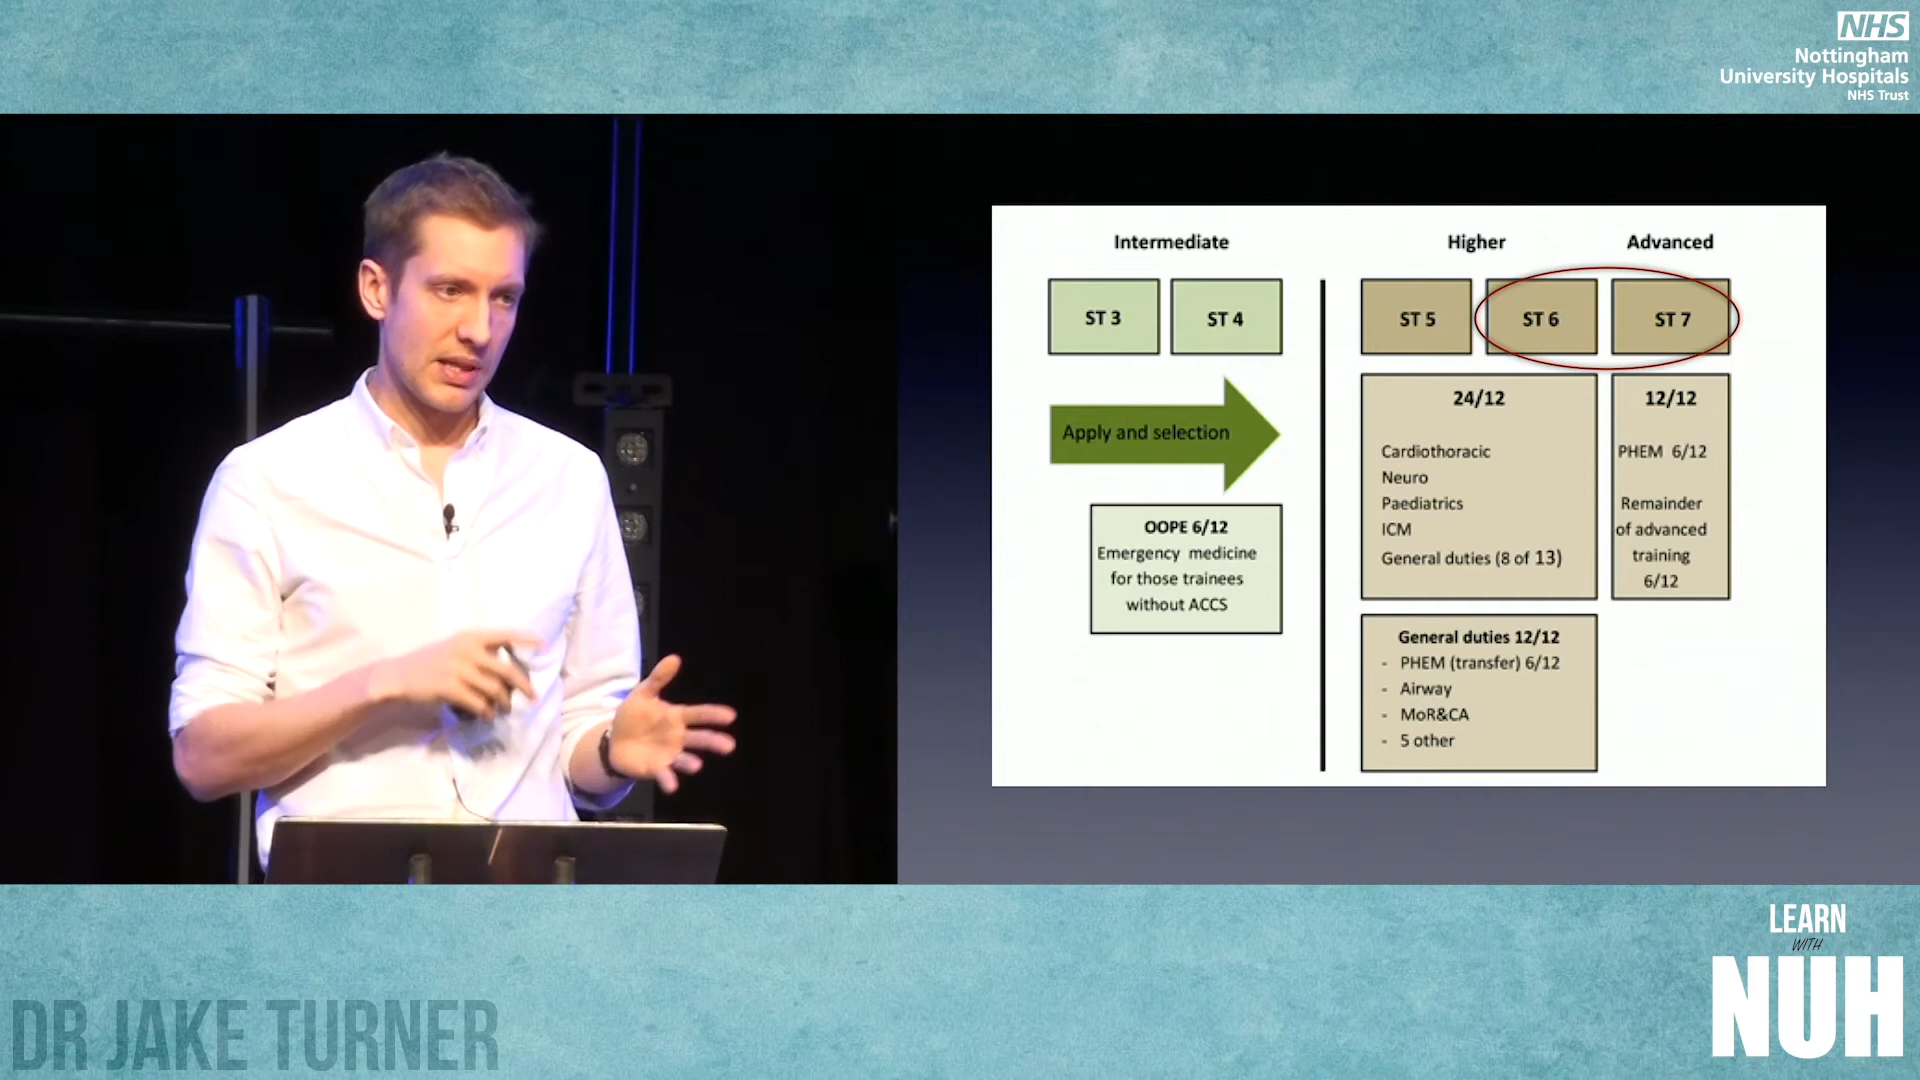 NHS
Nottingham
University Hospitals
NHS Trust
Intermediate
Higher
Advanced
ST 3
ST 4
ST 5
ST 6
ST 7
Apply and selection
OOPE 6/12
Emergency medicine
for those trainees
without ACCS
24/12
Cardiothoracic
Neuro
Paediatrics
ICM
General duties (8 of 13)
12/12
PHEM 6/12
Remainder
of advanced
training
6/12
General duties 12/12
- PHEM (transfer) 6/12
- Airway
- MoR&CA
- 5 other
LEARN
WITH
NUH
DR JAKE TURNER